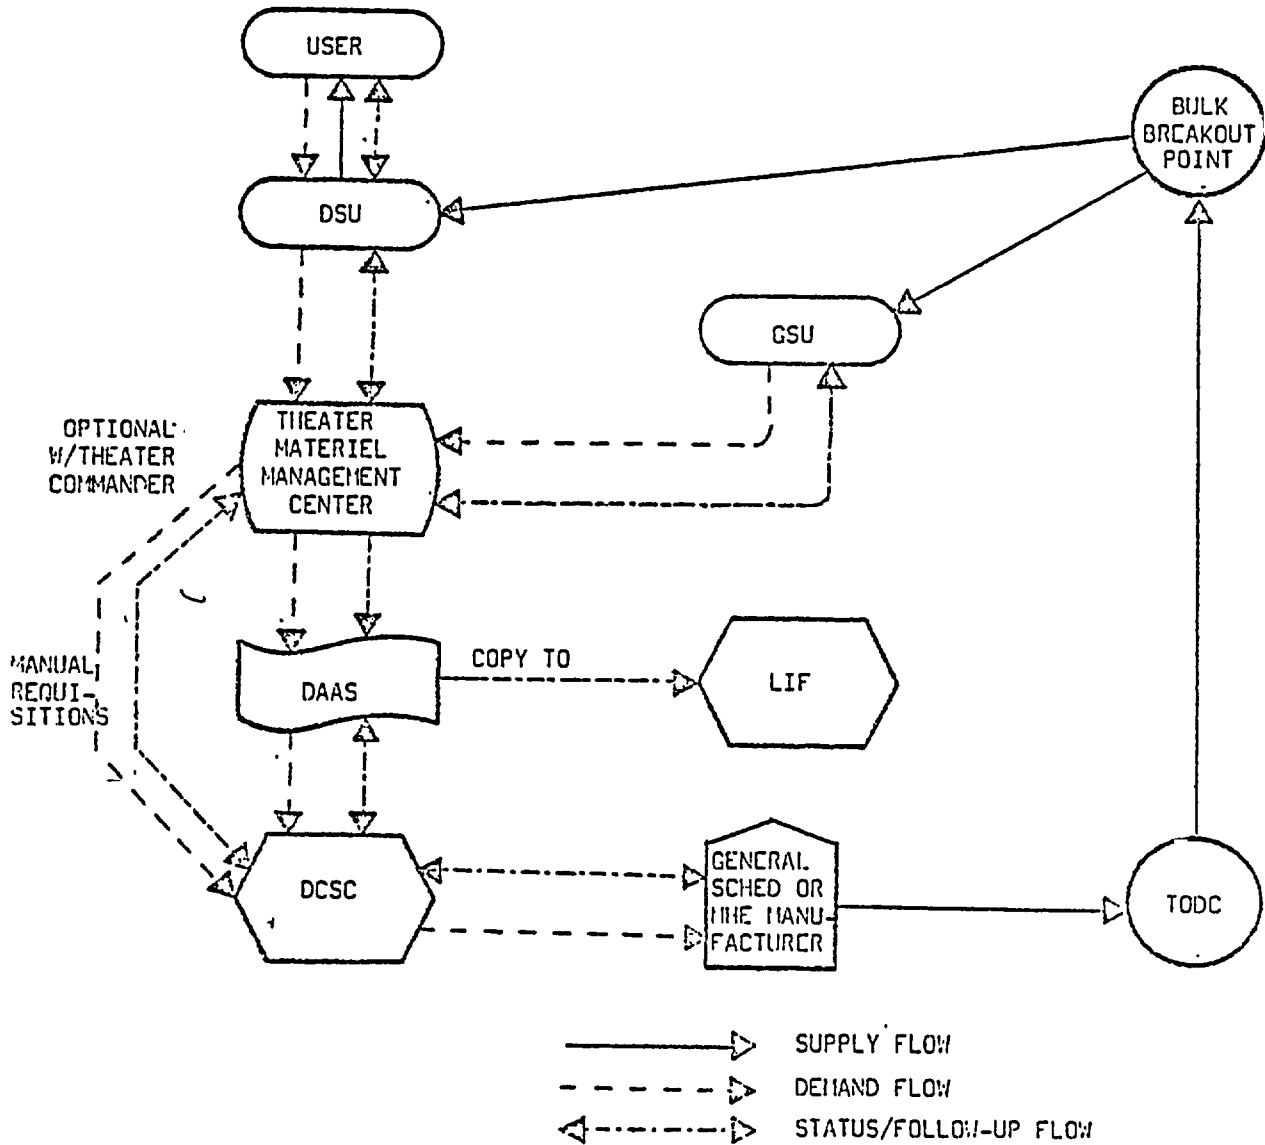 USER
BULK
BREAKOUT
POINT
DSU
GSU
OPTIONAL
W/THEATER
COMMANDER
THEATER
MATERIEL
MANAGEMENT
CENTER
COPY TO
DAAS
LIF
MANUAL
REQUI-
SITIONS
DCSC
GENERAL
SCHED OR
MHE MANU-
FACTURER
TODC
SUPPLY FLOW
DEMAND FLOW
STATUS/FOLLOW-UP FLOW